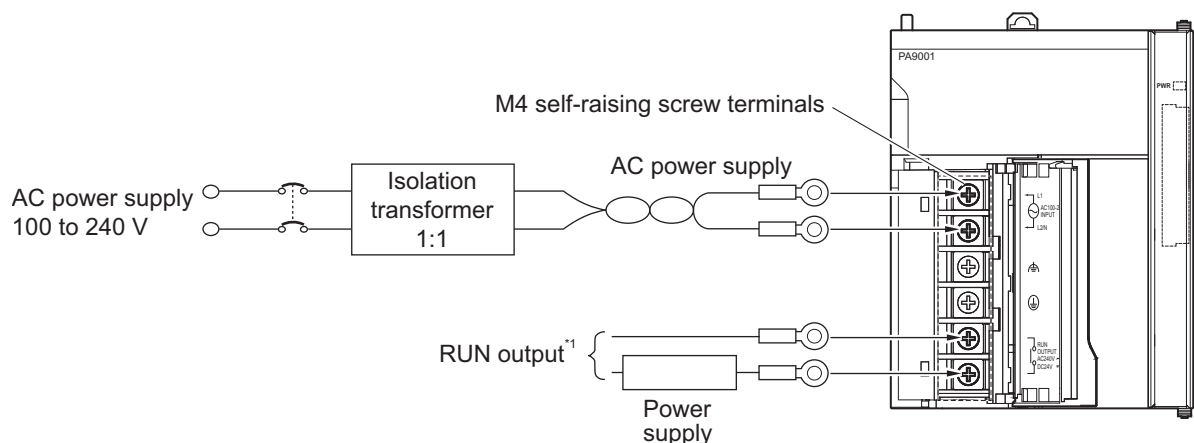 PA9001
PWR
M4 self-raising screw terminals
AC power supply
100 to 240 V
Isolation
transformer
1:1
AC power supply
L1
AC100-2
INPUT
L2/N
RUN output*1
RUN
OUTPUT
AC240V
DC24V
Power
supply